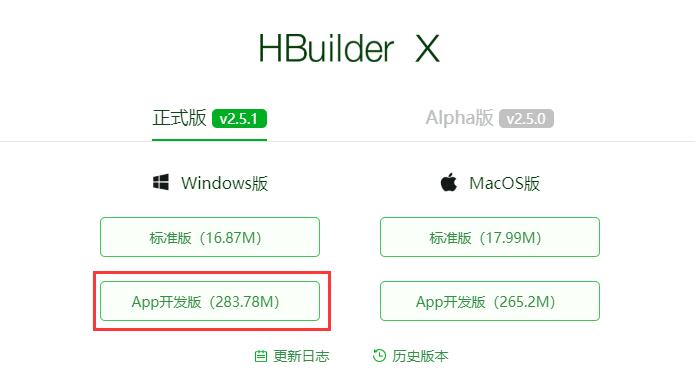 HBuilder X
正式版 v2.5.1 Alpha版 v2.5.0
Windows版 MacOS版
标准版（16.87M） 标准版（17.99M）
App开发版（283.78M） App开发版（265.2M）
更新日志 历史版本